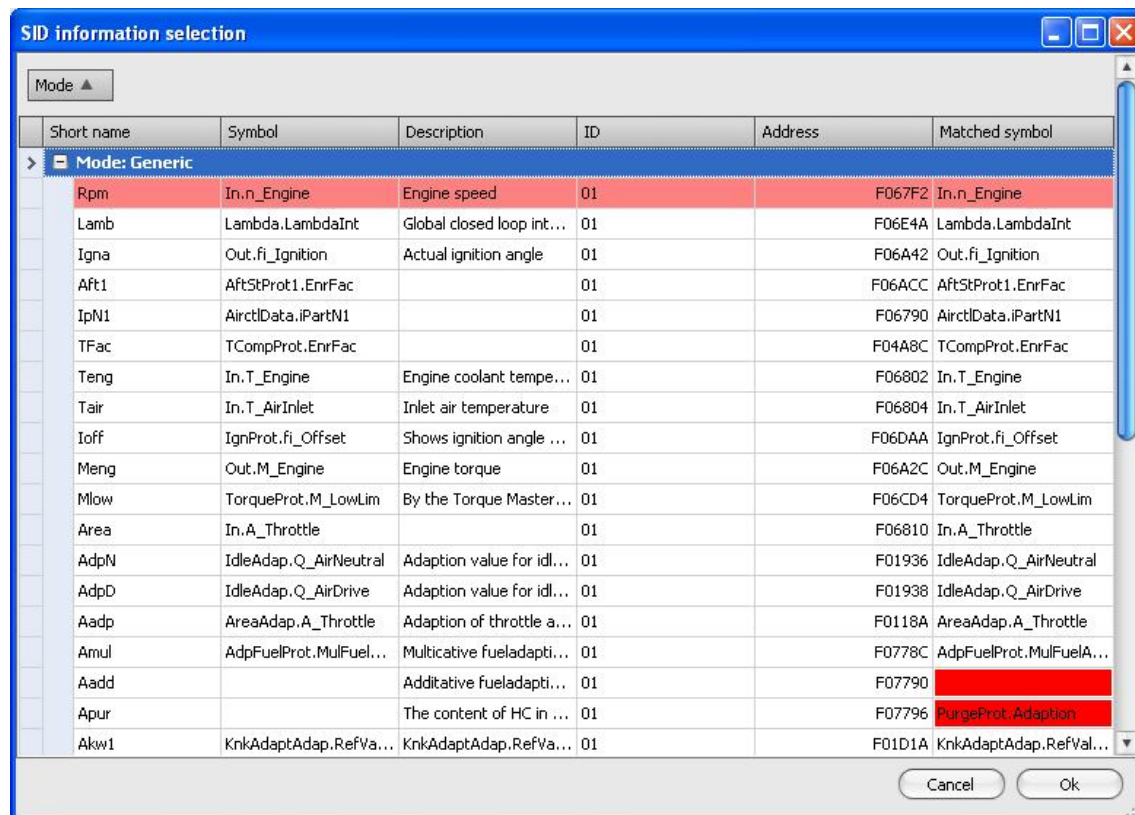 SID information selection
Mode
Short name Symbol Description ID Address Matched symbol
Mode: Generic
Rpm In.n_Engine Engine speed 01 F067F2 In.n_Engine
Lamb Lambda.LambdaInt Global closed loop int... 01 F06E4A Lambda.LambdaInt
Igna Out.fi_Ignition Actual ignition angle 01 F06A42 Out.fi_Ignition
Aft1 AftStProt1.EnrFac 01 F06ACC AftStProt1.EnrFac
IpN1 AirctlData.iPartN1 01 F06790 AirctlData.iPartN1
TFac TCompProt.EnrFac 01 F04A8C TCompProt.EnrFac
Teng In.T_Engine Engine coolant tempe... 01 F06802 In.T_Engine
Tair In.T_AirInlet Inlet air temperature 01 F06804 In.T_AirInlet
Ioff IgnProt.fi_Offset Shows ignition angle ... 01 F06DAA IgnProt.fi_Offset
Meng Out.M_Engine Engine torque 01 F06A2C Out.M_Engine
Mlow TorqueProt.M_LowLim By the Torque Master... 01 F06CD4 TorqueProt.M_LowLim
Area In.A_Throttle 01 F06810 In.A_Throttle
AdpN IdleAdap.Q_AirNeutral Adaption value for idl... 01 F01936 IdleAdap.Q_AirNeutral
AdpD IdleAdap.Q_AirDrive Adaption value for idl... 01 F01938 IdleAdap.Q_AirDrive
Aadp AreaAdap.A_Throttle Adaption of throttle a... 01 F0118A AreaAdap.A_Throttle
Amul AdpFuelProt.MulFuel... Multicative fueladapti... 01 F0778C AdpFuelProt.MulFuelA...
Aadd Additative fueladapti... 01 F07790
Apur The content of HC in ... 01 F07796 PurgeProt.Adaption
Akw1 KnkAdaptAdap.RefVa... KnkAdaptAdap.RefVa... 01 F01D1A KnkAdaptAdap.RefVal...
Cancel Ok